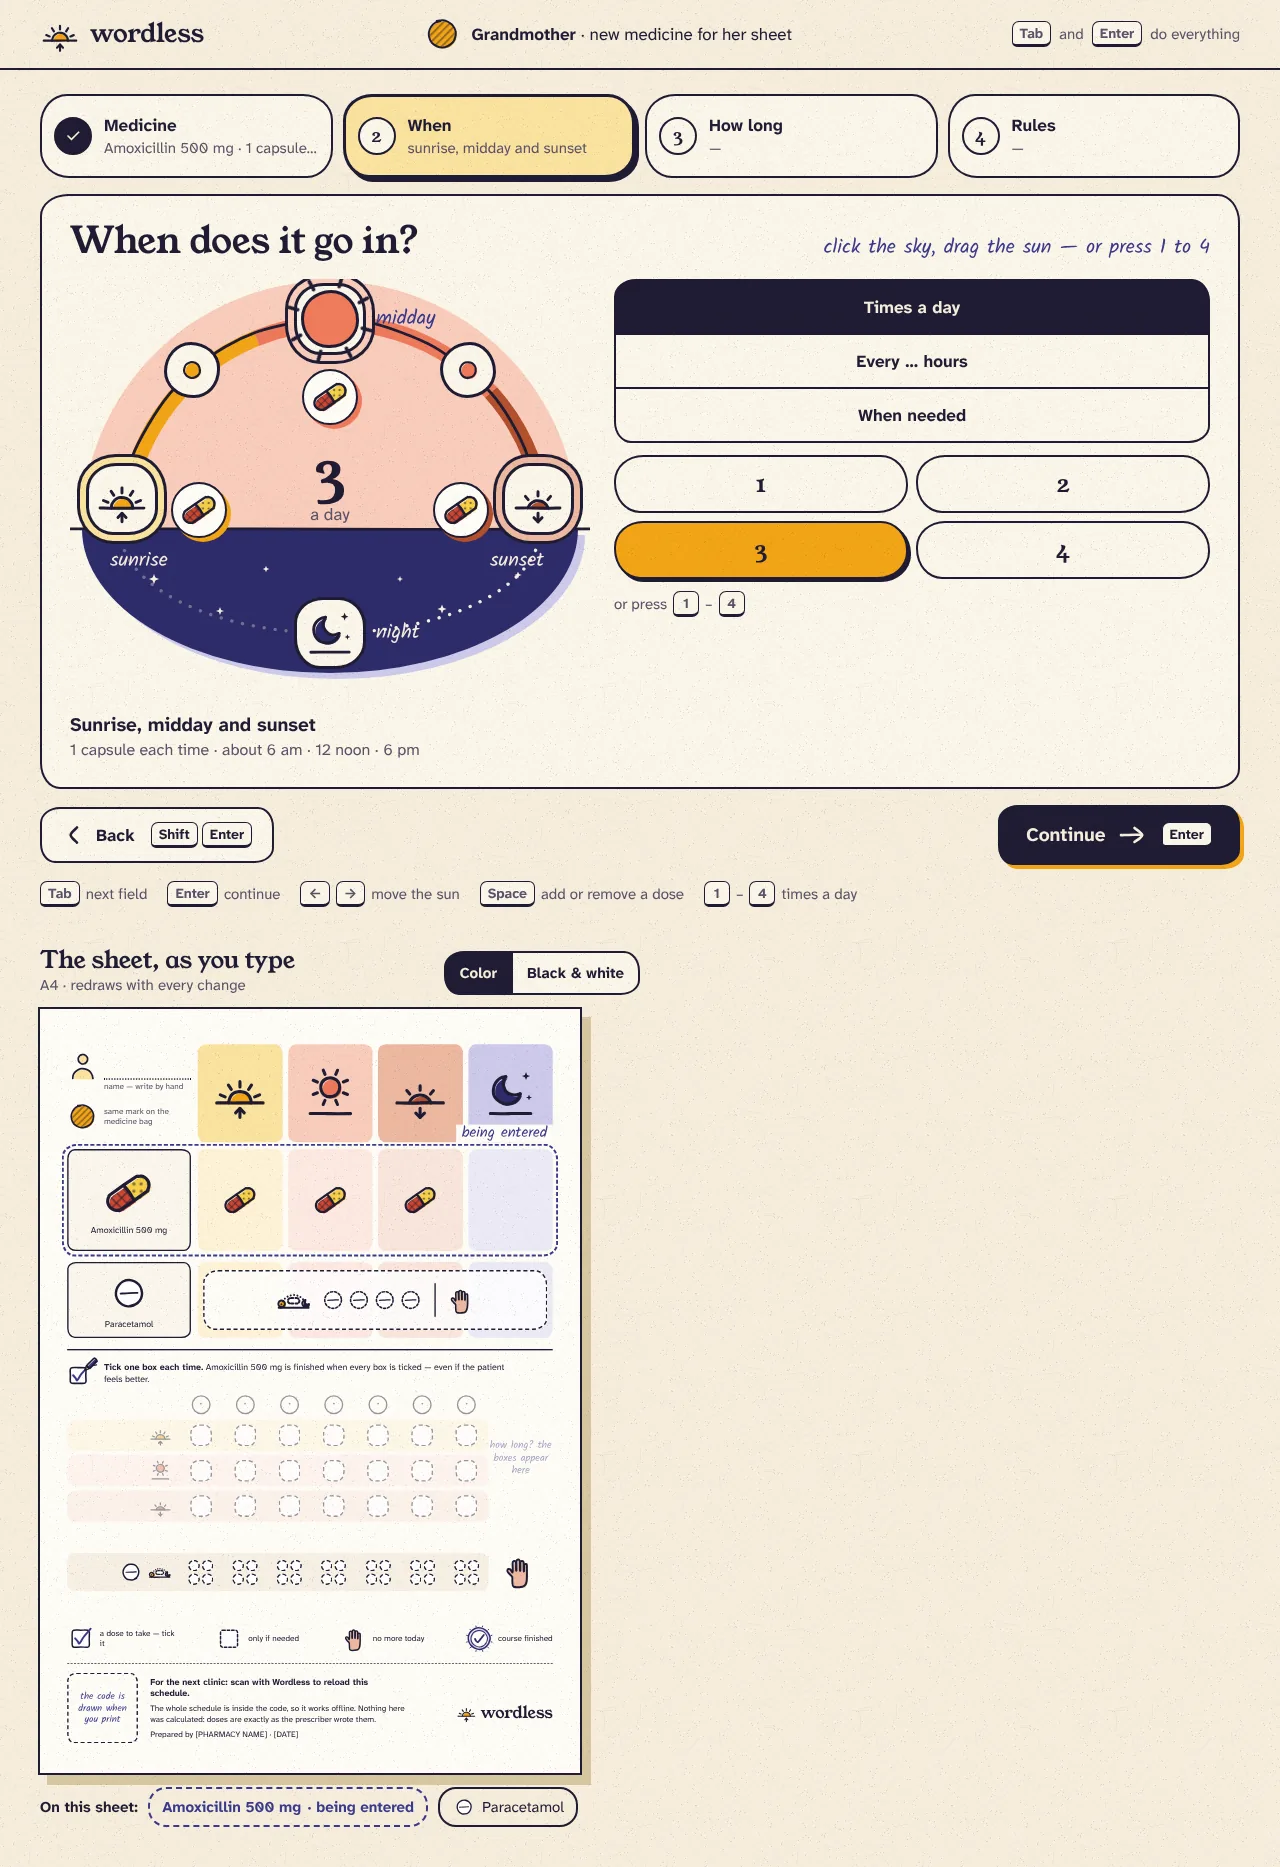 wordless
Grandmother · new medicine for her sheet
Tab and Enter do everything
Medicine
Amoxicillin 500 mg · 1 capsule...
2
When
sunrise, midday and sunset
3
How long
—
4
Rules
—
When does it go in?
click the sky, drag the sun — or press 1 to 4
midday
3
a day
sunrise
sunset
night
Times a day
Every ... hours
When needed
1
2
3
4
or press 1 – 4
Sunrise, midday and sunset
1 capsule each time · about 6 am · 12 noon · 6 pm
Back Shift Enter
Continue Enter
Tab next field Enter continue ← → move the sun Space add or remove a dose 1 – 4 times a day
The sheet, as you type
A4 · redraws with every change
Color
Black & white
name — write by hand
same mark on the
medicine bag
being entered
Amoxicillin 500 mg
Paracetamol
Tick one box each time. Amoxicillin 500 mg is finished when every box is ticked — even if the patient
feels better.
how long? the
boxes appear
here
a dose to take — tick
it
only if needed
no more today
course finished
the code is
drawn when
you print
For the next clinic: scan with Wordless to reload this
schedule.
The whole schedule is inside the code, so it works offline. Nothing here
was calculated: doses are exactly as the prescriber wrote them.
Prepared by [PHARMACY NAME] · [DATE]
wordless
On this sheet: Amoxicillin 500 mg · being entered Paracetamol